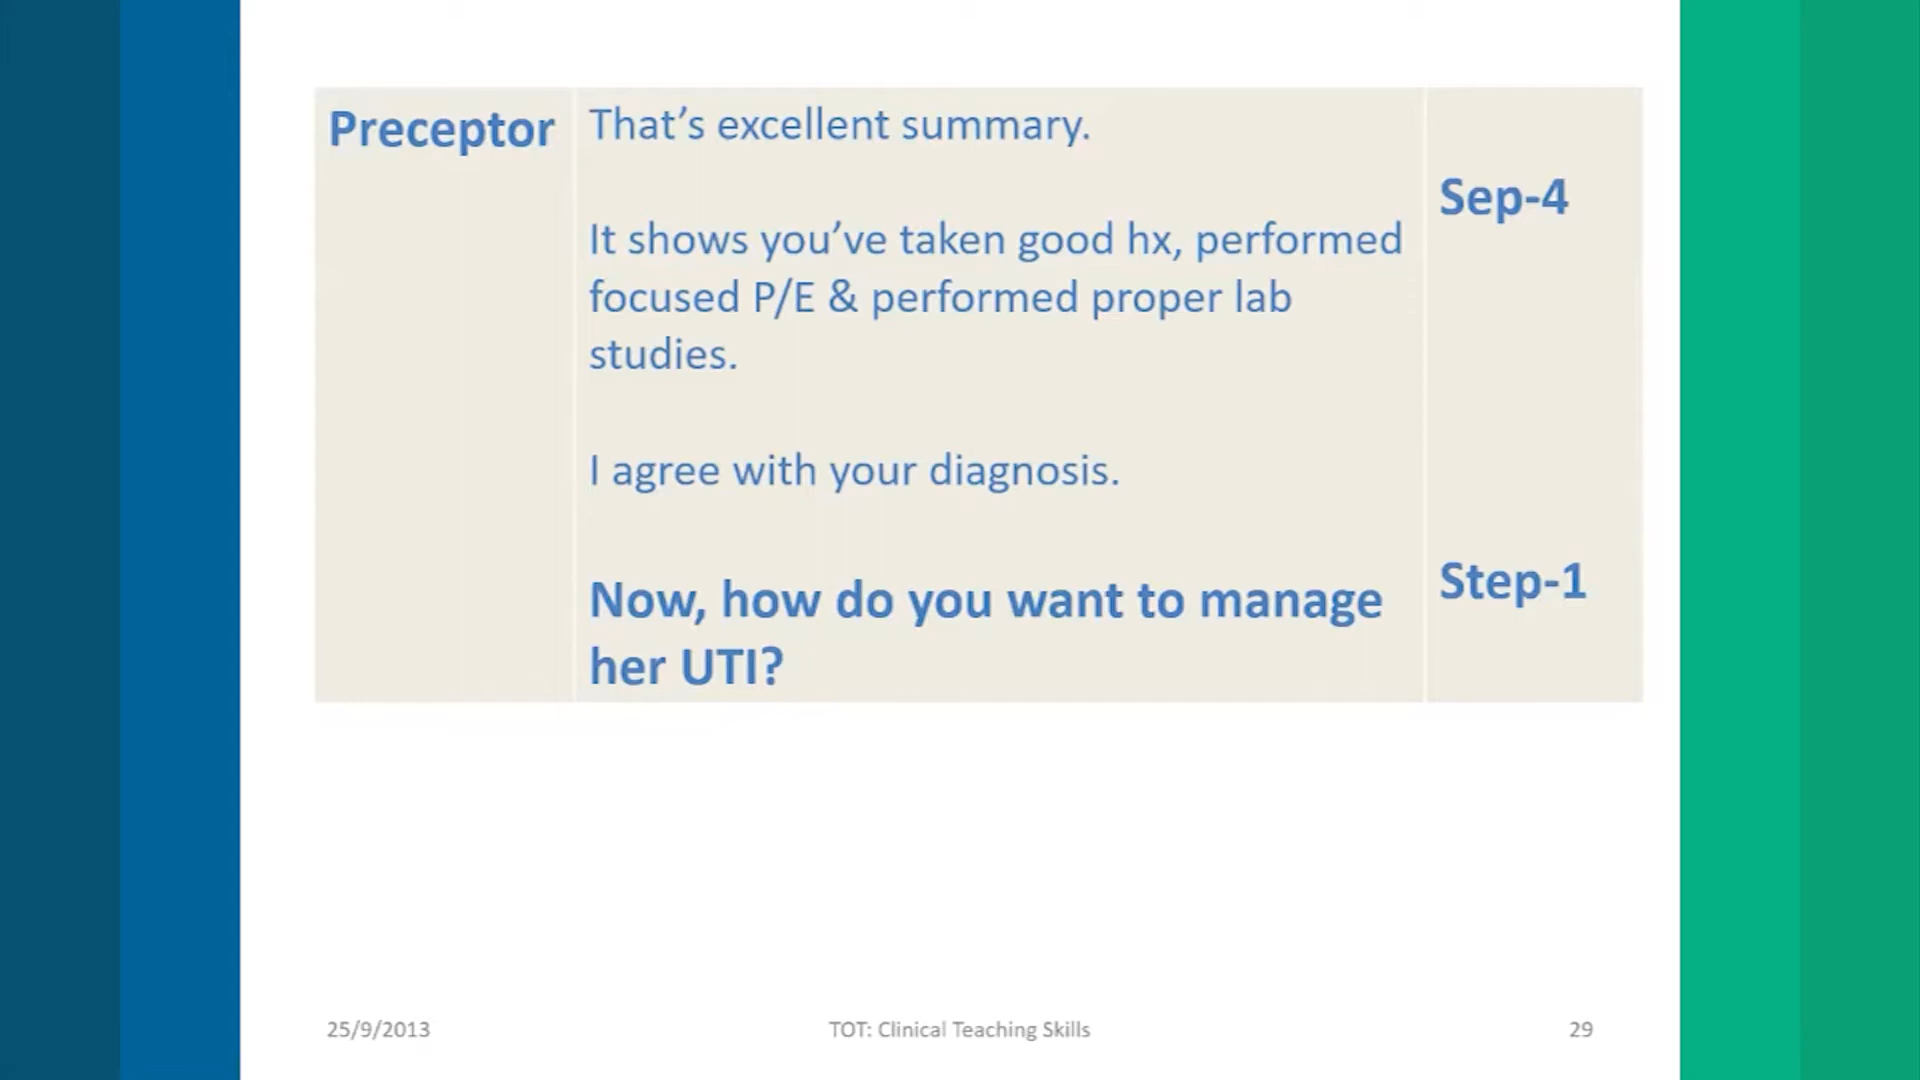 Preceptor
That’s excellent summary.
Sep-4
It shows you’ve taken good hx, performed
focused P/E & performed proper lab
studies.
I agree with your diagnosis.
Step-1
Now, how do you want to manage
her UTI?
25/9/2013
TOT: Clinical Teaching Skills
29